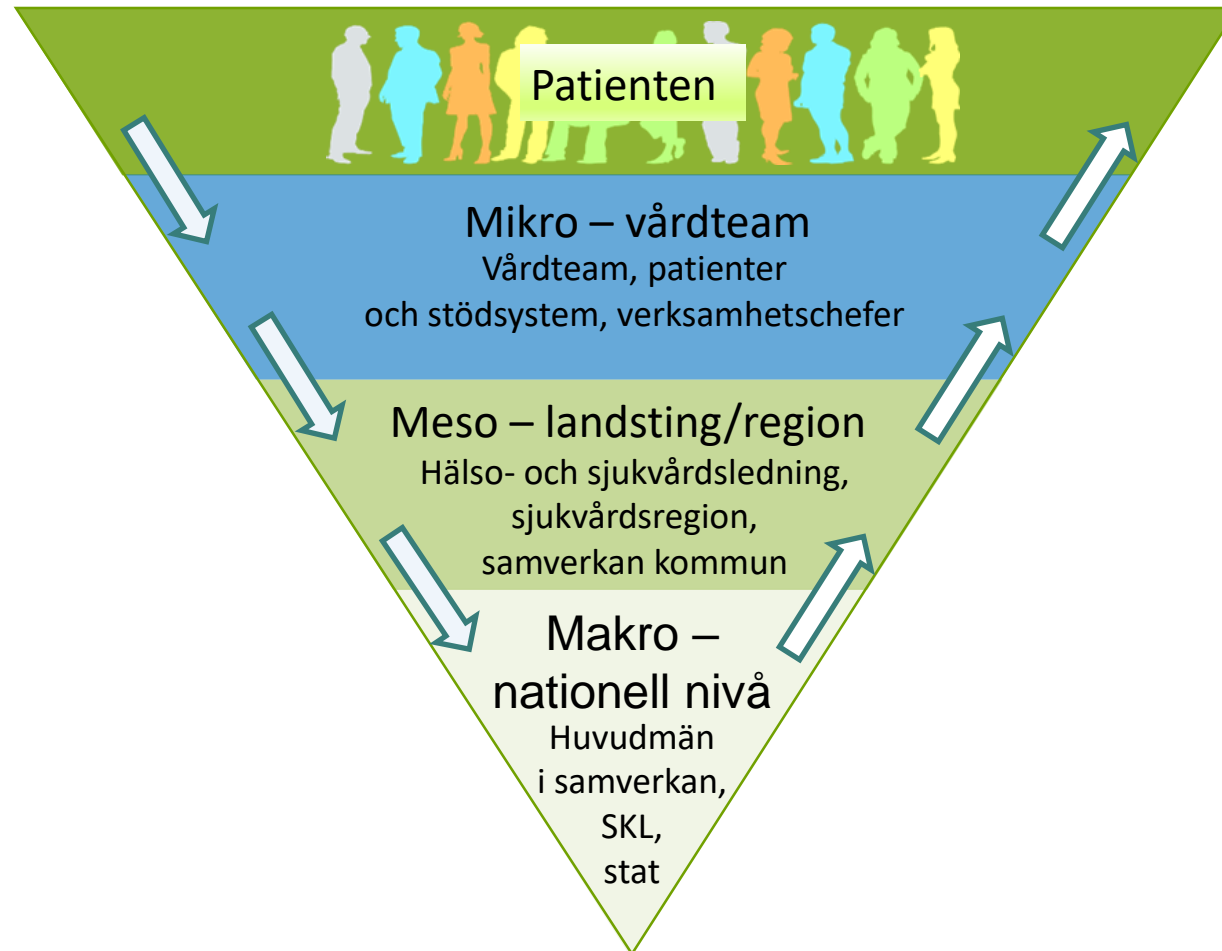 Patienten
Mikro – vårdteam
Vårdteam, patienter
och stödsystem, verksamhetschefer
Meso – landsting/region
Hälso- och sjukvårdsledning,
sjukvårdsregion,
samverkan kommun
Makro –
nationell nivå
Huvudmän
i samverkan,
SKL,
stat